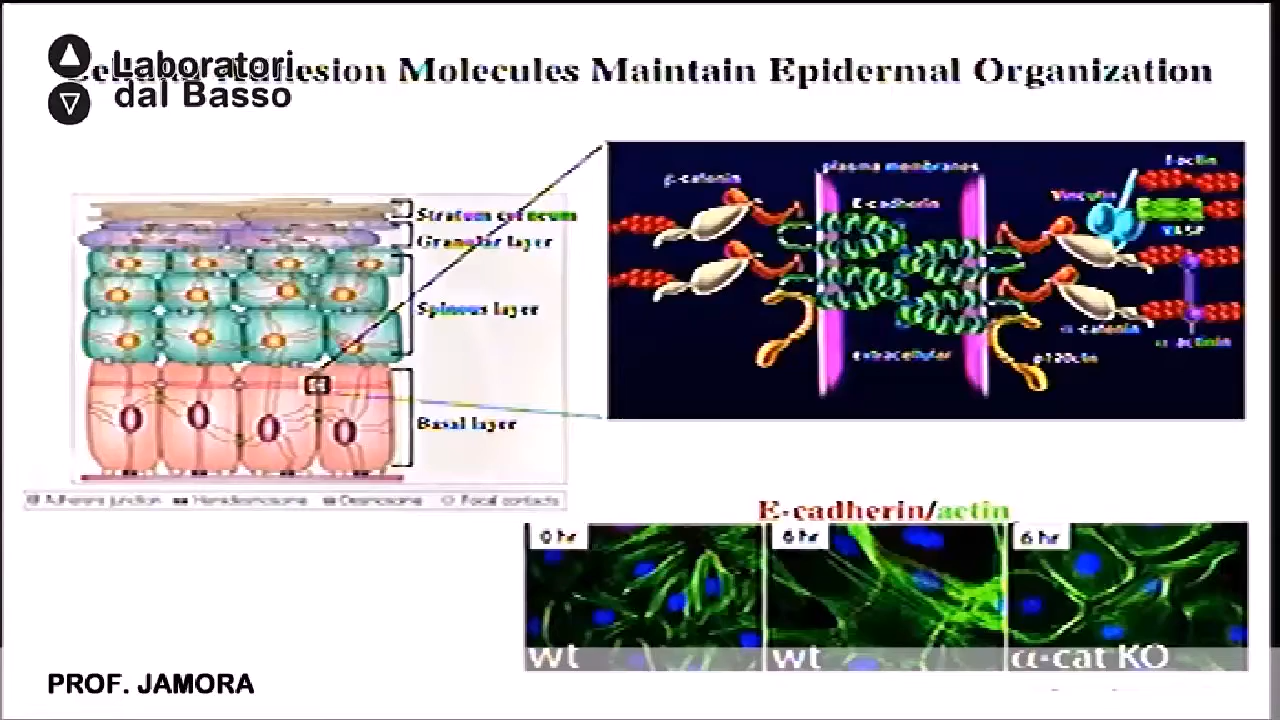 Laboratori
dal Basso
Adhesion Molecules Maintain Epidermal Organization
Stratum corneum
Granular layer
Spinous layer
Basal layer
Adherens junction Hemidesmosome Desmosome Focal contacts
β-catenin
plasma membranes
E-cadherin
extracellular
F-actin
Vinculin
VASP
α-catenin
α-actinin
p120ctn
E-cadherin/actin
0 hr
6 hr
6 hr
wt
wt
α-cat KO
PROF. JAMORA